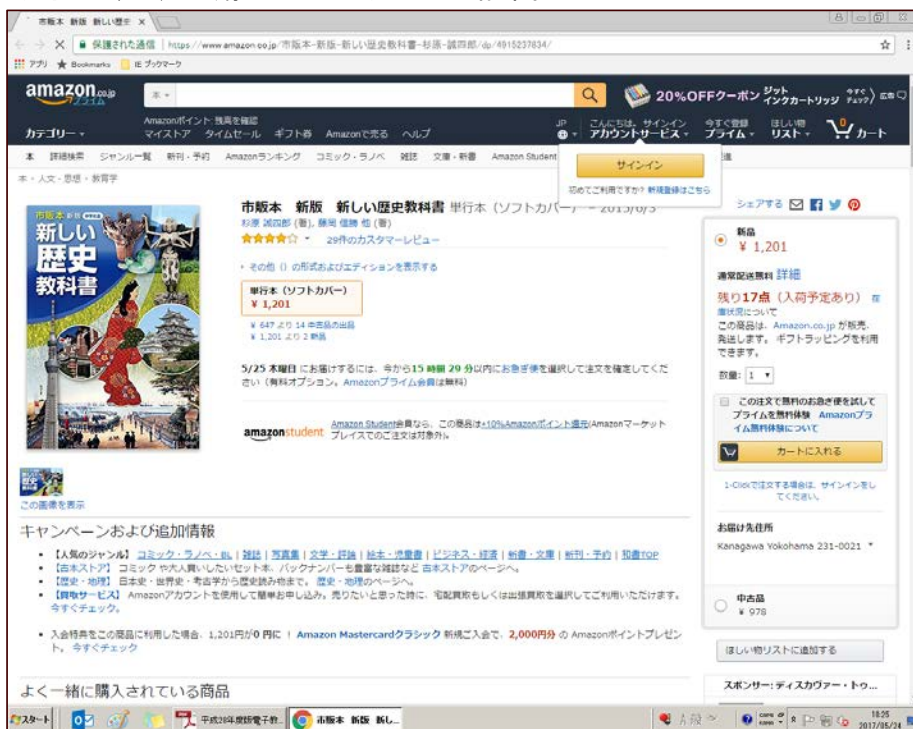 市販本 新版 新しい歴史 ×
保護された通信 | https://www.amazon.co.jp/市販本-新版-新しい歴史教科書-杉原-誠四郎/dp/4915237834/
アプリ ★ Bookmarks IE ブックマーク
amazon.co.jp
プライム
本
20%OFFクーポン ジット インクカートリッジ
カテゴリー
Amazonポイント: 残高を確認
マイストア タイムセール ギフト券 Amazonで売る ヘルプ
JP
こんにちは。サインイン
アカウントサービス
今すぐ登録
プライム
ほしい物
リスト
0
カート
本 詳細検索 ジャンル一覧 新刊・予約 Amazonランキング コミック・ラノベ 雑誌 文庫・新書 Amazon Student
サインイン
初めてご利用ですか? 新規登録はこちら
本 › 人文・思想 › 教育学
市販本 新版
新しい
歴史
教科書
この画像を表示
市販本 新版 新しい歴史教科書 単行本(ソフトカバー) – 2015/6/3
杉原 誠四郎 (著), 藤岡 信勝 他 (著)
29件のカスタマーレビュー
その他 () の形式およびエディションを表示する
単行本(ソフトカバー)
¥ 1,201
¥ 647 より 14 中古品の出品
¥ 1,201 より 2 新品
5/25 木曜日 にお届けするには、今から15 時間 29 分以内にお急ぎ便を選択して注文を確定してくだ
さい(有料オプション。Amazonプライム会員は無料)
amazonstudent
Amazon Student会員なら、この商品は+10%Amazonポイント還元(Amazonマーケット
プレイスでのご注文は対象外)。
シェアする
新品
¥ 1,201
通常配送無料 詳細
残り17点(入荷予定あり) 在
庫状況について
この商品は、Amazon.co.jp が販売、
発送します。 ギフトラッピングを利用
できます。
数量: 1
この注文で無料のお急ぎ便を試して
プライムを無料体験 Amazonプラ
イム無料体験について
カートに入れる
1-Clickで注文する場合は、サインインをし
てください。
お届け先住所
Kanagawa Yokohama 231-0021
中古品
¥ 978
ほしい物リストに追加する
スポンサー: ディスカヴァー・トゥ...
キャンペーンおよび追加情報
【人気のジャンル】 コミック・ラノベ・BL | 雑誌 | 写真集 | 文学・評論 | 絵本・児童書 | ビジネス・経済 | 新書・文庫 | 新刊・予約 | 和書TOP
【古本ストア】 コミック や大人買いしたいセット本、バックナンバーも豊富な雑誌など 古本ストアのページへ。
【歴史・地理】 日本史・世界史・考古学から歴史読み物まで。 歴史・地理のページへ。
【買取サービス】 Amazonアカウントを使用して簡単お申し込み。売りたいと思った時に、宅配買取もしくは出張買取を選択してご利用いただけます。
今すぐチェック。
入会特典をこの商品に利用した場合、1,201円が0 円に ! Amazon Mastercardクラシック 新規ご入会で、2,000円分 の Amazonポイントプレゼン
ト。 今すぐチェック
よく一緒に購入されている商品
スタート
平成28年度版電子教...
市販本 新版 新し...
A 般
CAPS
KANA
18:25
2017/05/24